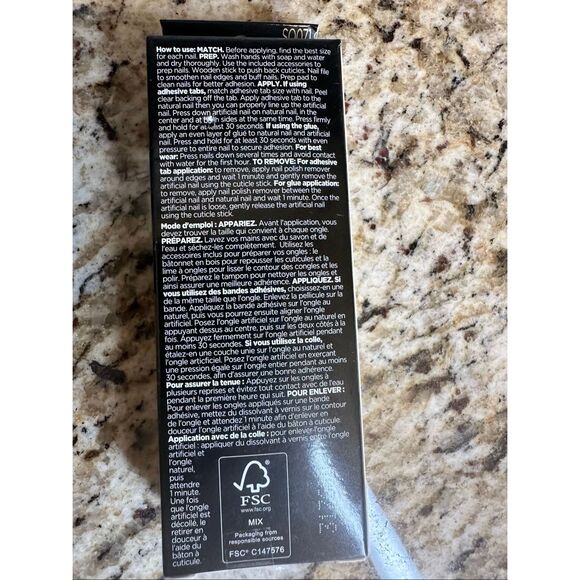 How to use: MATCH. Before applying, find the best size
for each nail. PREP. Wash hands with soap and water
and dry thoroughly. Use the included accessories to
prep nails. Wooden stick to push back cuticles. Nail file
to smoothen nail edges and buff nails. Prep pad to
clean nails for better adhesion. APPLY. If using
adhesive tabs, match adhesive tab size with nail. Peel
clear backing off the tab. Apply adhesive tab to the
natural nail then you can properly line up the artificial
nail. Press down artificial nail on natural nail, in the
center and at both sides at the same time. Press firmly
and hold for at least 30 seconds. If using the glue,
apply an even layer of glue to natural nail and artificial
nail. Press and hold for at least 30 seconds with even
pressure to entire nail to secure adhesion. For best
wear: Press nails down several times and avoid contact
with water for the first hour. TO REMOVE: For adhesive
tab application: to remove, apply nail polish remover
around edges and wait 1 minute and gently remove the
artificial nail using the cuticle stick. For glue application:
to remove, apply nail polish remover between the
artificial nail and natural nail and wait 1 minute. Once the
artificial nail is loose, gently release the artificial nail
using the cuticle stick.
Mode d'emploi : APPARIEZ. Avant l'application, vous
devez trouver la taille qui convient à chaque ongle.
PRÉPAREZ. Lavez vos mains avec du savon et de
l'eau et séchez-les complètement. Utilisez les
accessoires inclus pour préparer vos ongles : le
bâtonnet en bois pour repousser les cuticules et la
lime à ongles pour lisser le contour des ongles et les
polir. Préparez le tampon pour nettoyer les ongles et
ainsi assurer une meilleure adhérence. APPLIQUEZ. Si
vous utilisez des bandes adhésives, choisissez-en une
de la même taille que l'ongle. Enlevez la pellicule sur la
bande. Appliquez la bande adhésive sur l'ongle au
naturel, puis vous pourrez ensuite aligner l'ongle
artificiel. Posez l'ongle artificiel sur l'ongle au naturel en
appuyant dessus au centre, puis sur les deux côtés à la
fois. Appuyez fermement sur l'ongle artificiel pendant
au moins 30 secondes. Si vous utilisez la colle,
étalez-en une couche unie sur l'ongle au naturel et
l'ongle articiciel. Posez l'ongle artificiel en exerçant
une pression égale sur l'ongle entier pendant au moins
30 secondes, afin d'assurer une bonne adhérence.
Pour assurer la tenue : Appuyez sur les ongles à
plusieurs reprises et évitez tout contact avec de l'eau
pendant la première heure qui suit. POUR ENLEVER :
Pour enlever les ongles appliqués sur une bande
adhésive, mettez du dissolvant à vernis sur le contour
de l'ongle et attendez 1 minute afin d'enlever en
douceur l'ongle artificiel à l'aide du bâton à cuticule.
Application avec de la colle : pour enlever l'ongle
artificiel : appliquer du dissolvant à vernis entre l'ongle
artificiel et
l'ongle
naturel,
puis
attendre
1 minute.
Une fois
que l'ongle
artificiel est
décollé, le
retirer en
douceur à
l'aide du
bâton à
cuticule.
FSC
www.fsc.org
MIX
Packaging from
responsible sources
FSC® C147576